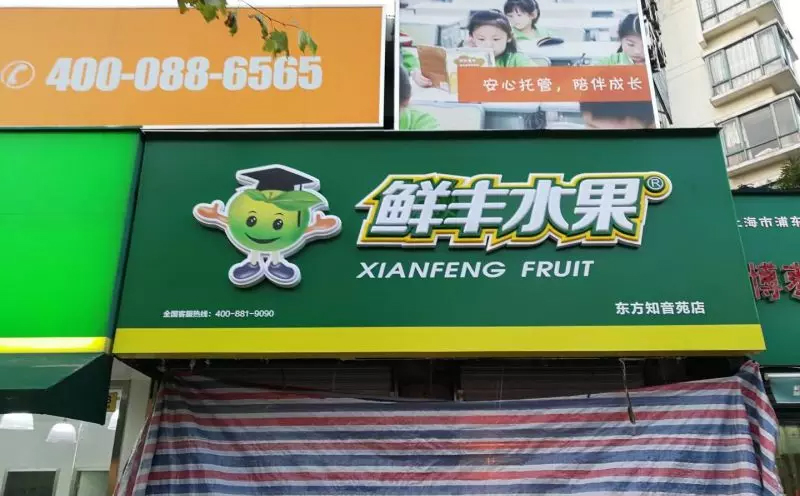 400-088-6565
安心托管，陪伴成长
鲜丰水果®
XIANFENG FRUIT
全国客服热线：400-881-9090
东方知音苑店
上海市浦东
博